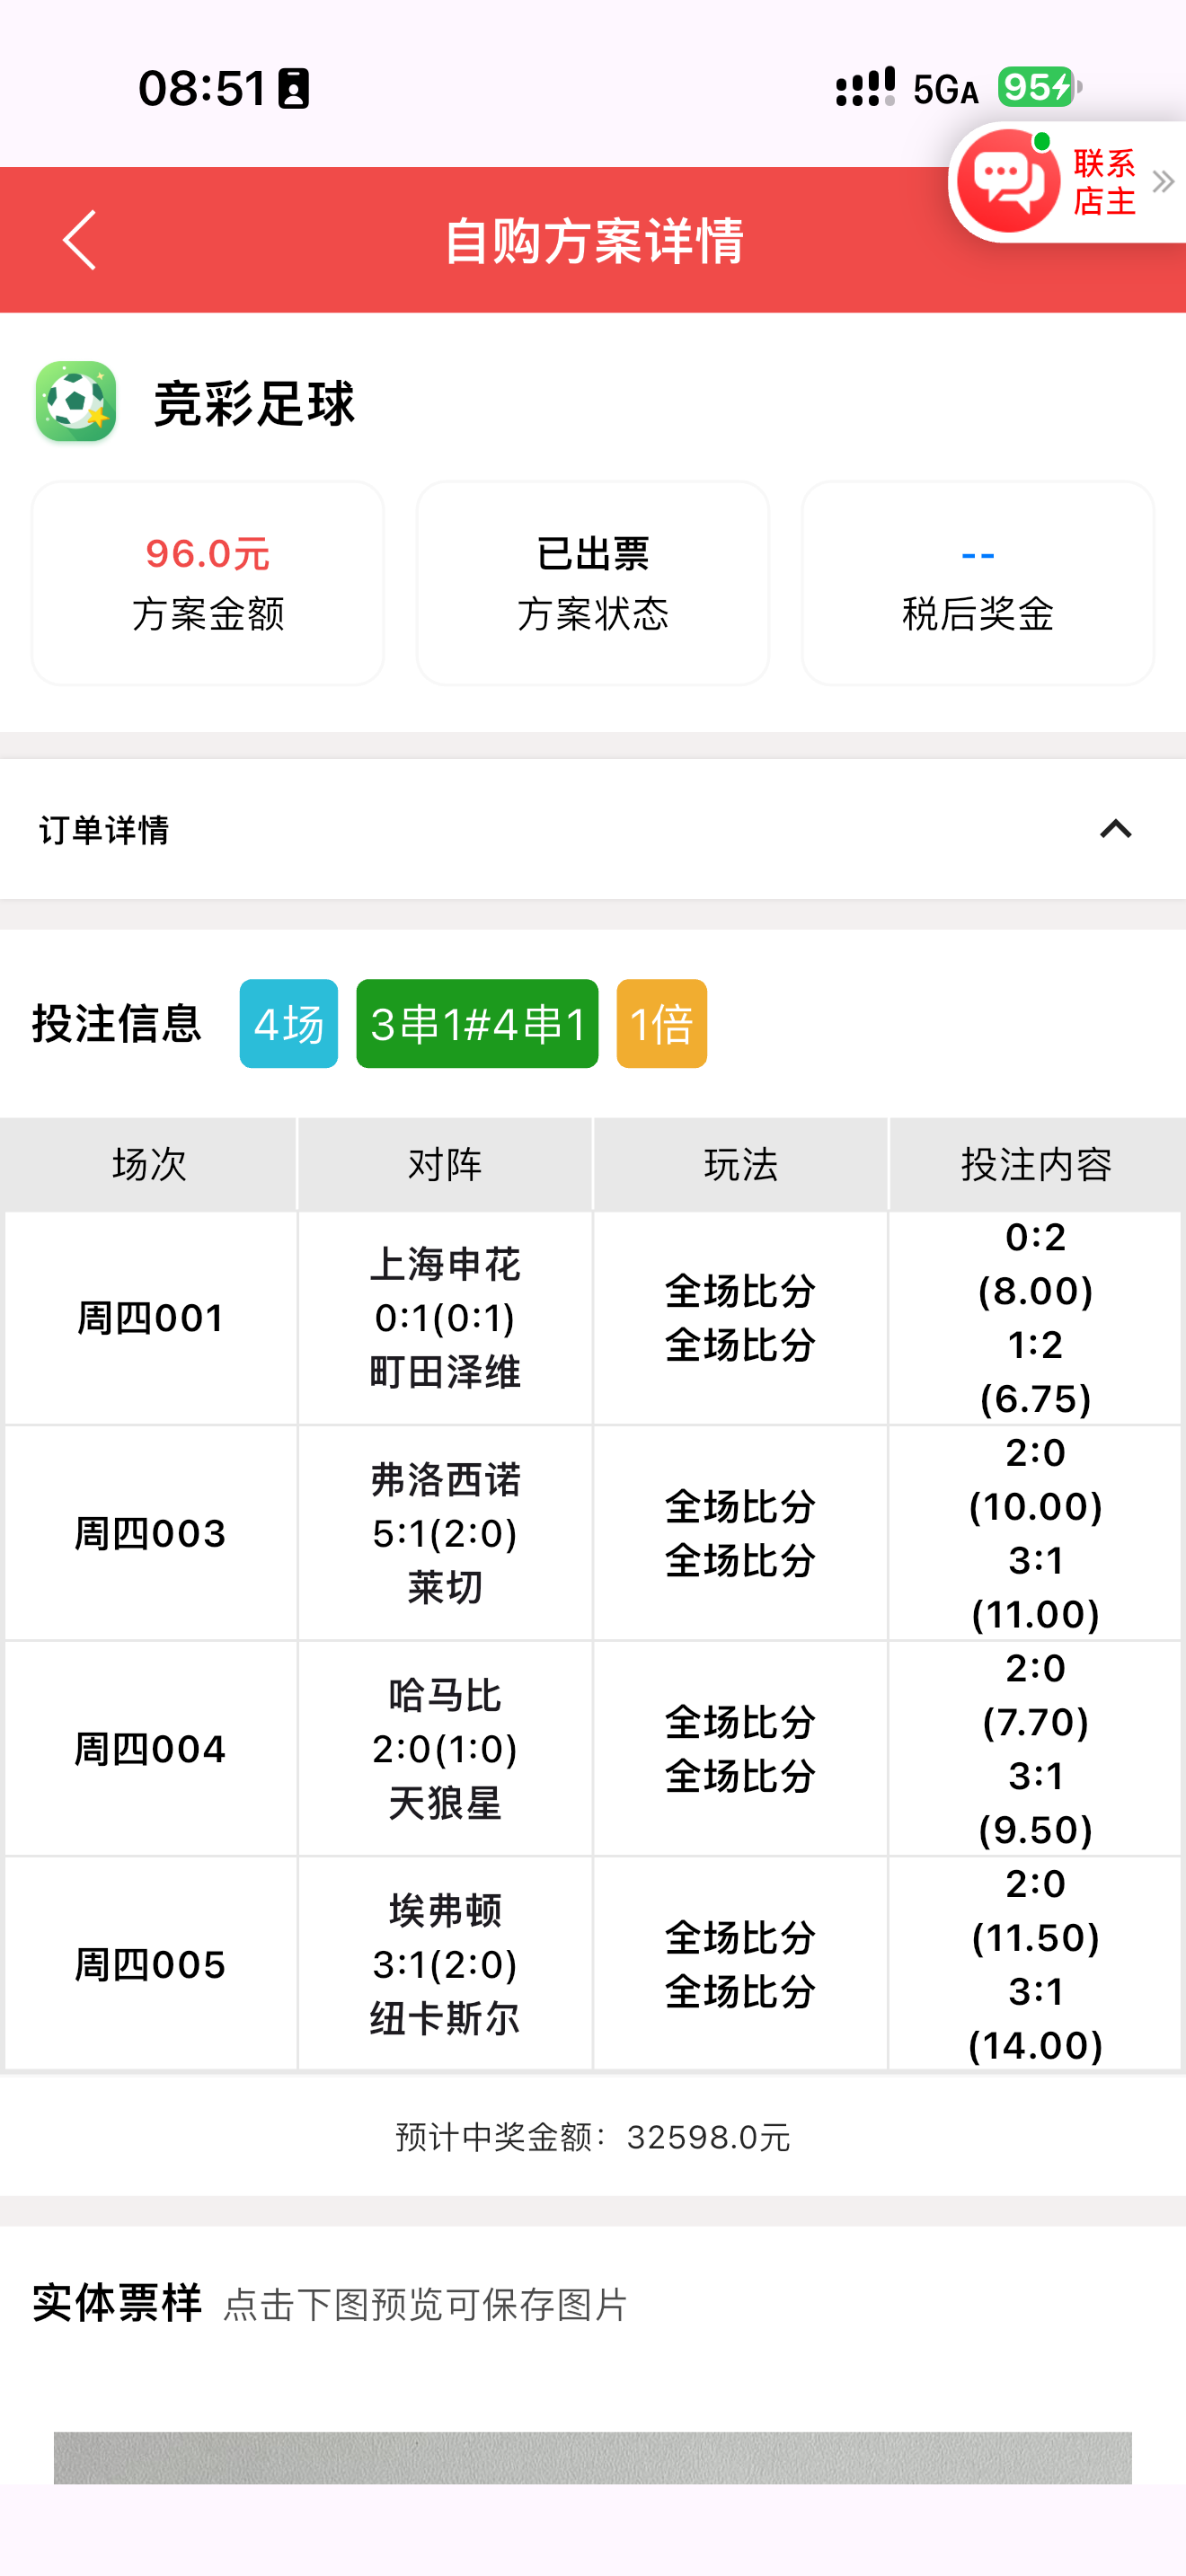 08:51
5GA 95
联系
店主
自购方案详情
竞彩足球
96.0元
方案金额
已出票
方案状态
--
税后奖金
订单详情
投注信息 4场 3串1#4串1 1倍
场次 对阵 玩法 投注内容
周四001
上海申花
0:1(0:1)
町田泽维
全场比分
全场比分
0:2
(8.00)
1:2
(6.75)
周四003
弗洛西诺
5:1(2:0)
莱切
全场比分
全场比分
2:0
(10.00)
3:1
(11.00)
周四004
哈马比
2:0(1:0)
天狼星
全场比分
全场比分
2:0
(7.70)
3:1
(9.50)
周四005
埃弗顿
3:1(2:0)
纽卡斯尔
全场比分
全场比分
2:0
(11.50)
3:1
(14.00)
预计中奖金额：32598.0元
实体票样 点击下图预览可保存图片